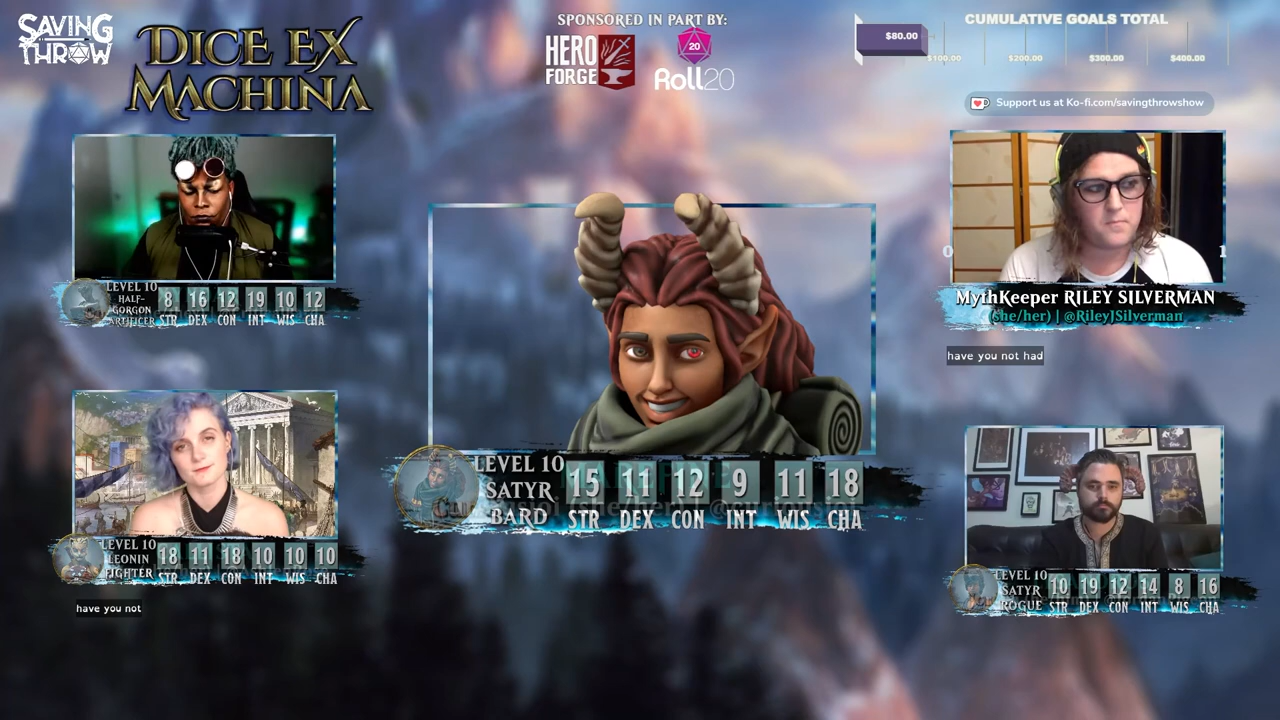 SAVING
THROW
DICE EX
MACHINA
SPONSORED IN PART BY:
HERO
FORGE
20
Roll20
CUMULATIVE GOALS TOTAL
$80.00
$100.00
$200.00
$300.00
$400.00
Support us at Ko-fi.com/savingthrowshow
LEVEL 10
HALF-
GORGON
ARTIFICER
8 16 12 19 10 12
STR DEX CON INT WIS CHA
0
1
MythKeeper RILEY SILVERMAN
(she/her) | @RileyJSilverman
have you not had
LEVEL 10
SATYR
BARD
15 11 12 9 11 18
STR DEX CON INT WIS CHA
LEVEL 10
LEONIN
FIGHTER
18 11 18 10 10 10
STR DEX CON INT WIS CHA
have you not
LEVEL 10
SATYR
ROGUE
10 19 12 14 8 16
STR DEX CON INT WIS CHA